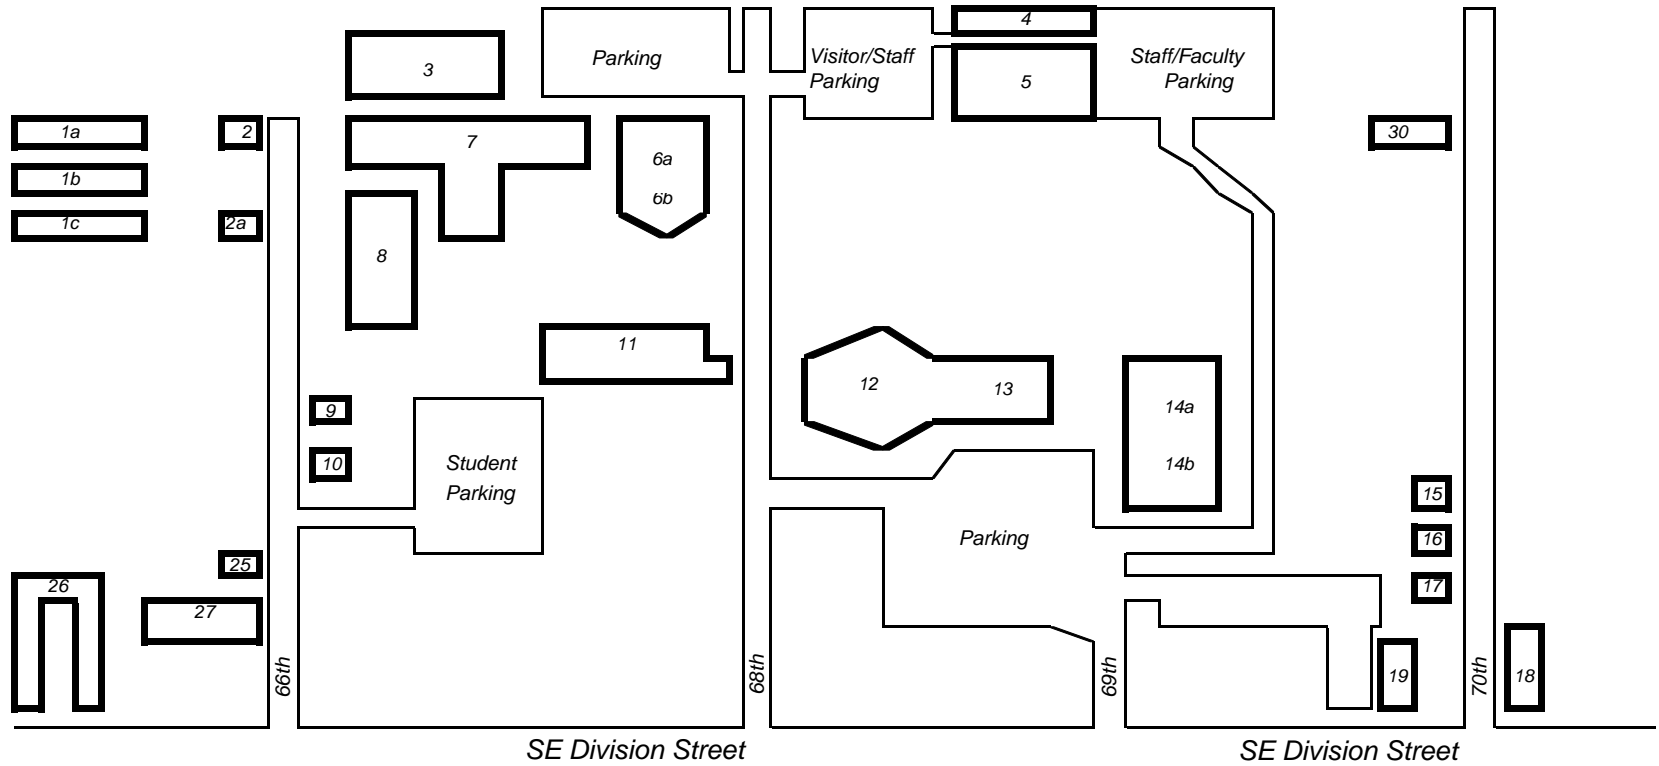 4
Parking
Visitor/Staff
Parking
Staff/Faculty
Parking
3
5
1a
2
7
30
6a
1b
6b
1c
2a
8
11
12
13
9
14a
10
Student
Parking
14b
15
Parking
16
25
26
17
27
66th
68th
69th
19
70th
18
SE Division Street
SE Division Street